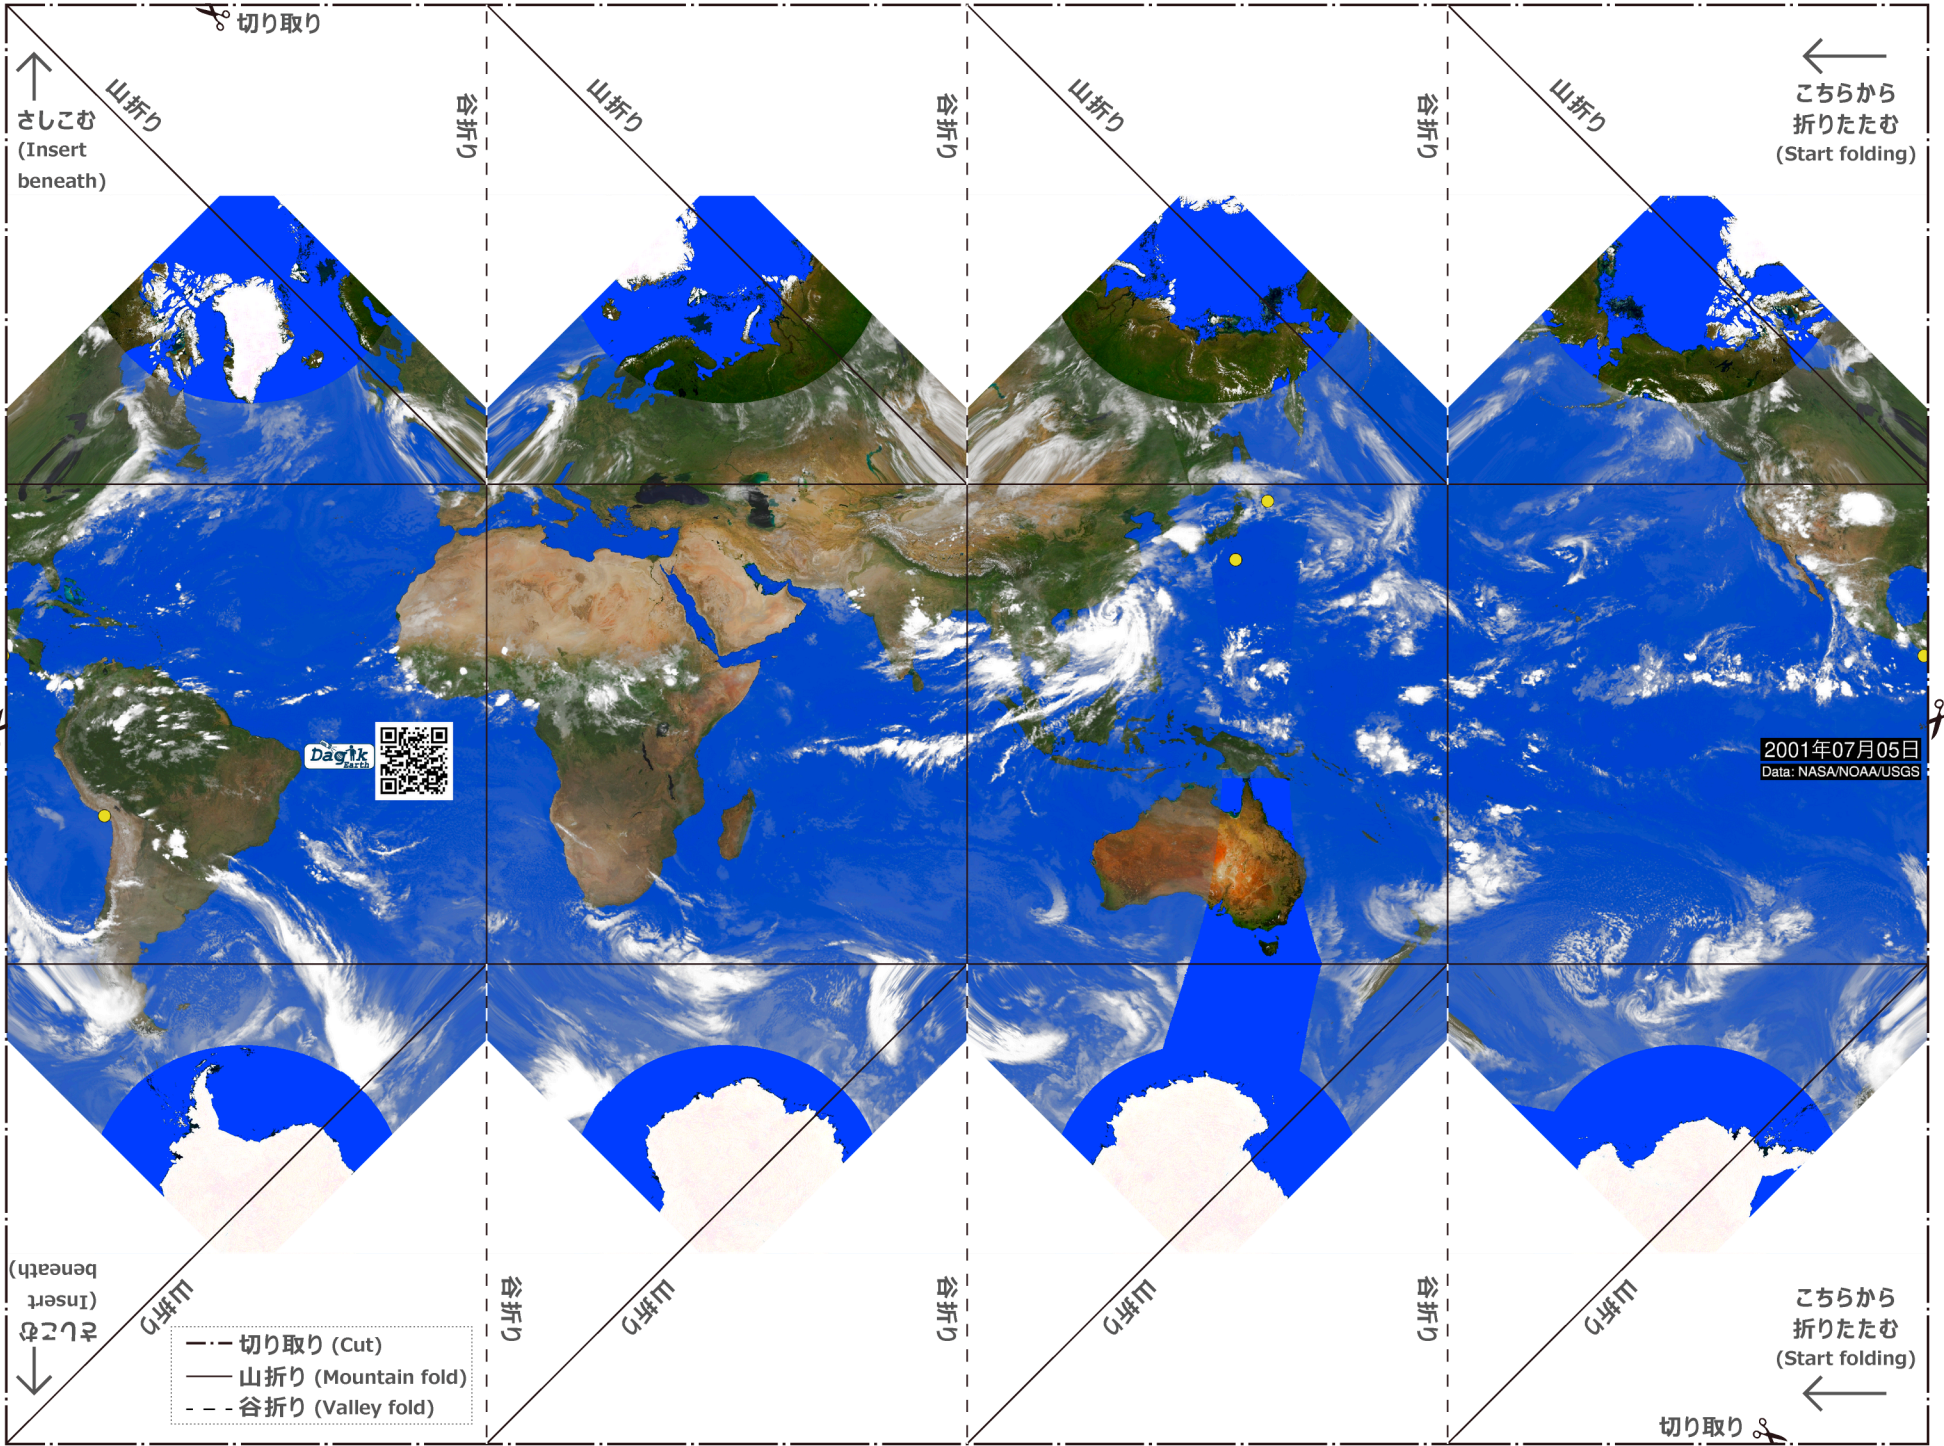 切り取り
さしこむ
(Insert
beneath)
山折り
谷折り
山折り
谷折り
山折り
谷折り
山折り
こちらから
折りたたむ
(Start folding)
Dagik
Earth
2001年07月05日
Data: NASA/NOAA/USGS
さしこむ
(Insert
beneath)
山折り
谷折り
山折り
谷折り
山折り
谷折り
山折り
こちらから
折りたたむ
(Start folding)
切り取り (Cut)
山折り (Mountain fold)
谷折り (Valley fold)
切り取り